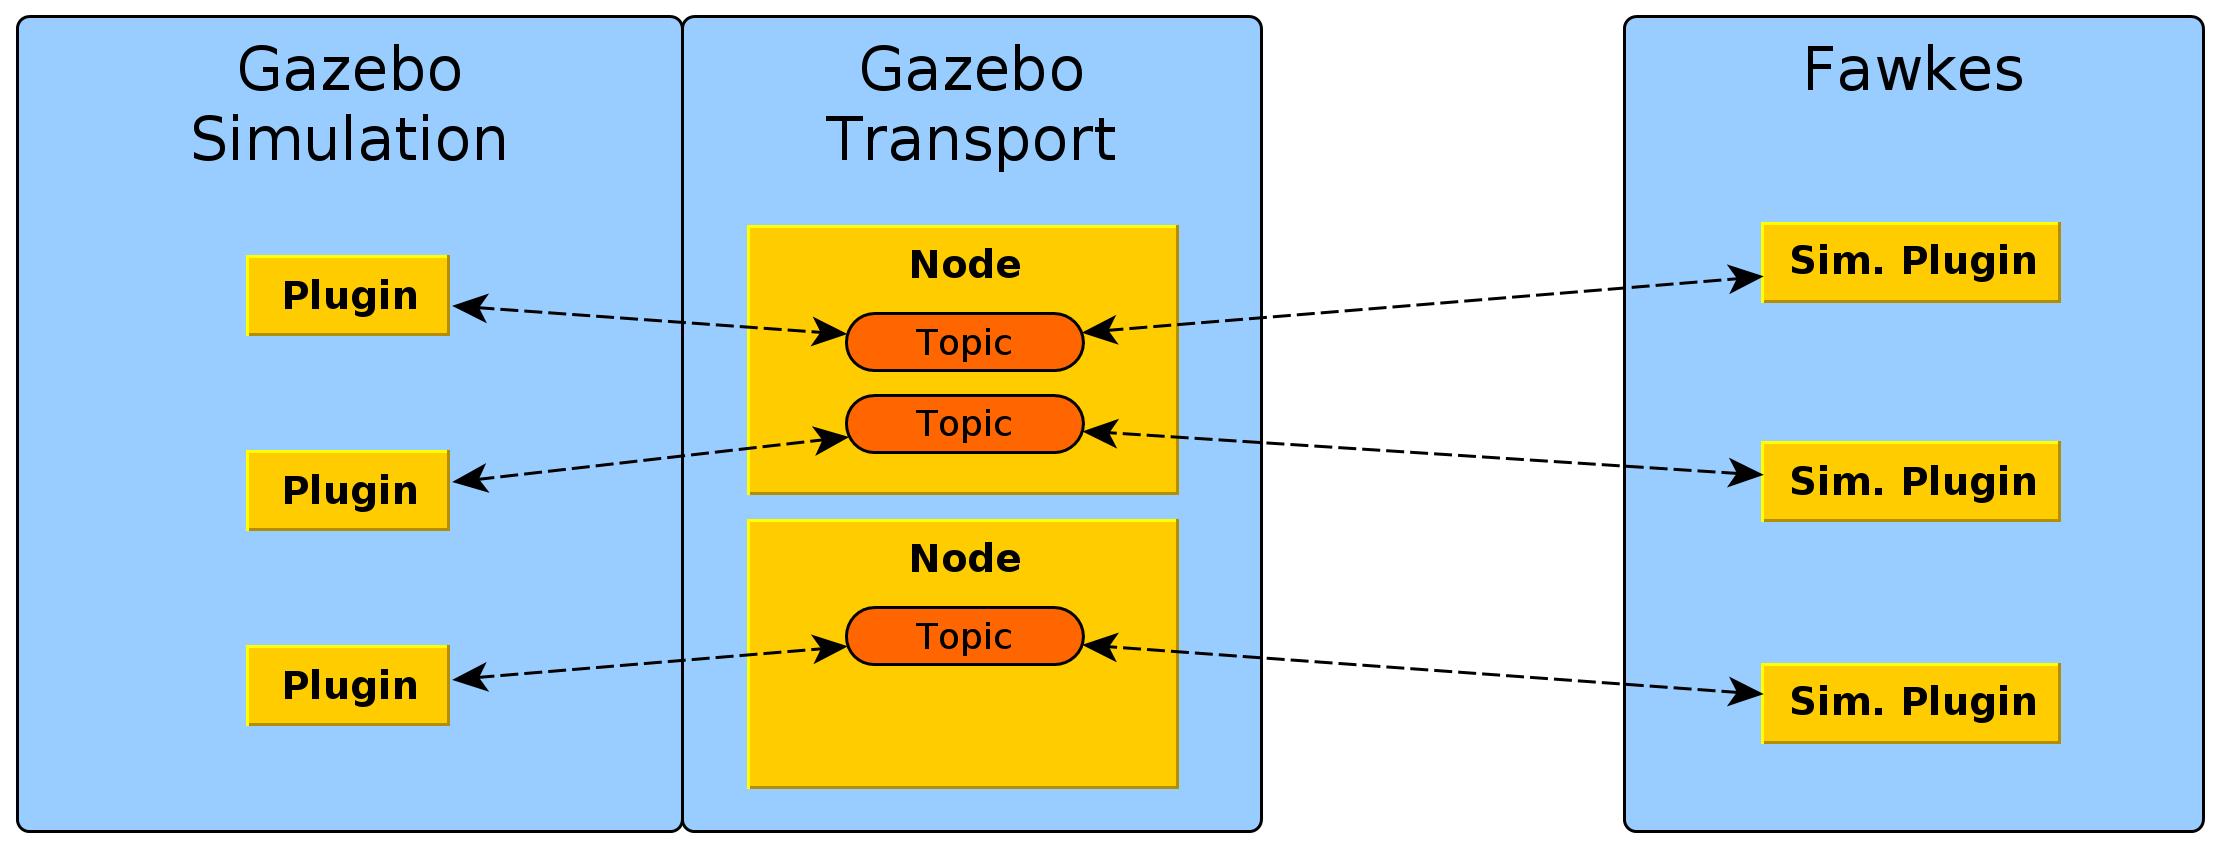 Gazebo
Simulation
Plugin
Plugin
Plugin
Gazebo
Transport
Node
Topic
Topic
Node
Topic
Fawkes
Sim. Plugin
Sim. Plugin
Sim. Plugin